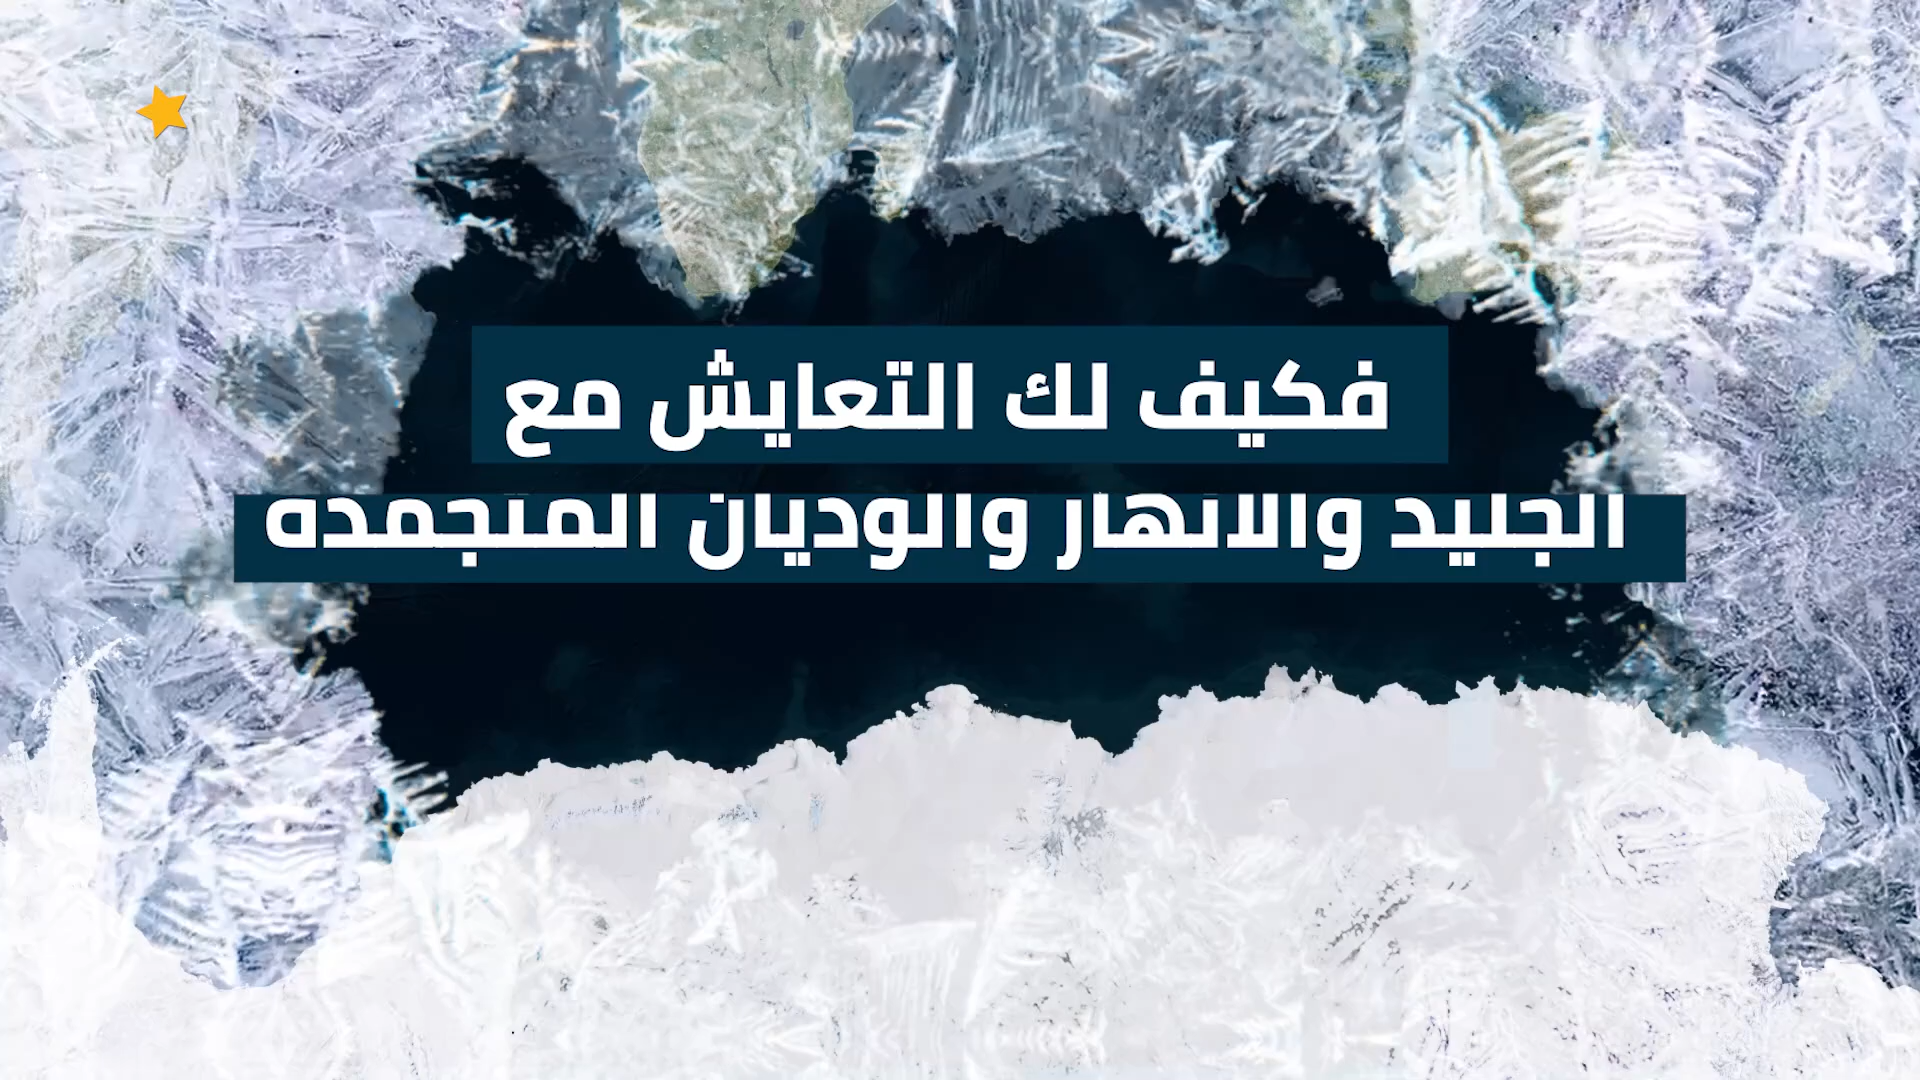 فكيف لك التعايش مع
الجليد والانهار والوديان المتجمده